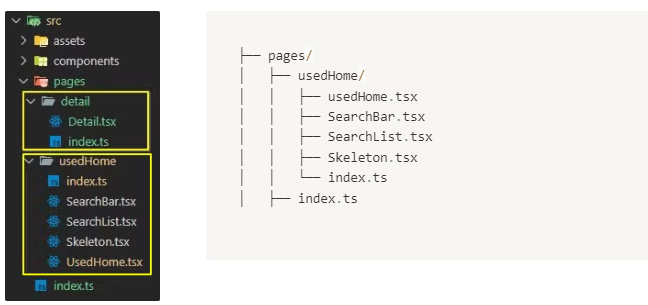 src
assets
components
pages
detail
Detail.tsx
index.ts
usedHome
index.ts
SearchBar.tsx
SearchList.tsx
Skeleton.tsx
UsedHome.tsx
index.ts
├── pages/
│   ├── usedHome/
│   │   ├── usedHome.tsx
│   │   ├── SearchBar.tsx
│   │   ├── SearchList.tsx
│   │   ├── Skeleton.tsx
│   │   └── index.ts
│   ├── index.ts